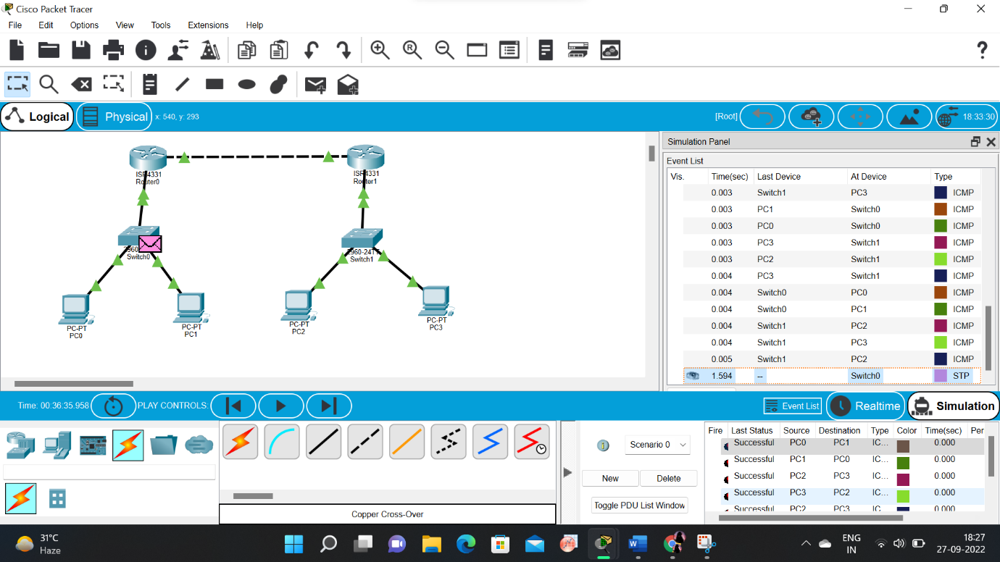 Cisco Packet Tracer
File Edit Options View Tools Extensions Help
Logical Physical x: 540, y: 293 [Root] 18:33:30
Simulation Panel
Event List
Vis. Time(sec) Last Device At Device Type
0.003 Switch1 PC3 ICMP
0.003 PC1 Switch0 ICMP
0.003 PC0 Switch0 ICMP
0.003 PC3 Switch1 ICMP
0.003 PC2 Switch1 ICMP
0.004 PC3 Switch1 ICMP
0.004 Switch0 PC0 ICMP
0.004 Switch0 PC1 ICMP
0.004 Switch1 PC2 ICMP
0.004 Switch1 PC3 ICMP
0.005 Switch1 PC2 ICMP
1.594 -- Switch0 STP
ISR4331
Router0
ISR4331
Router1
Switch0
2960-24TT
Switch1
PC-PT
PC0
PC-PT
PC1
PC-PT
PC2
PC-PT
PC3
Time: 00:36:35.958 PLAY CONTROLS: Event List Realtime Simulation
Scenario 0
New Delete
Toggle PDU List Window
Fire Last Status Source Destination Type Color Time(sec) Per
Successful PC0 PC1 IC... 0.000
Successful PC1 PC0 IC... 0.000
Successful PC2 PC3 IC... 0.000
Successful PC3 PC2 IC... 0.000
Successful PC2 PC3 IC... 0.000
Copper Cross-Over
31°C
Haze
ENG
IN
18:27
27-09-2022